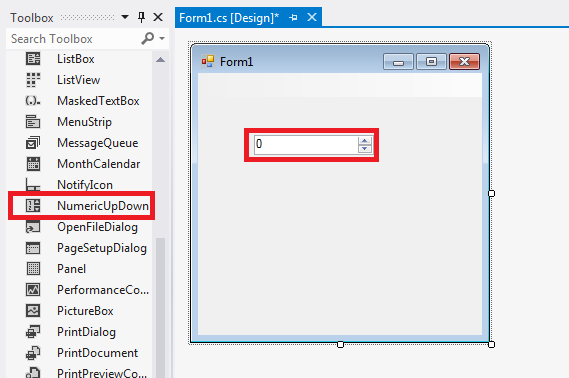 Toolbox
Search Toolbox
ListBox
ListView
MaskedTextBox
MenuStrip
MessageQueue
MonthCalendar
NotifyIcon
NumericUpDown
OpenFileDialog
PageSetupDialog
Panel
PerformanceCo...
PictureBox
PrintDialog
PrintDocument
PrintPreviewCo...
Form1.cs [Design]*
Form1
0